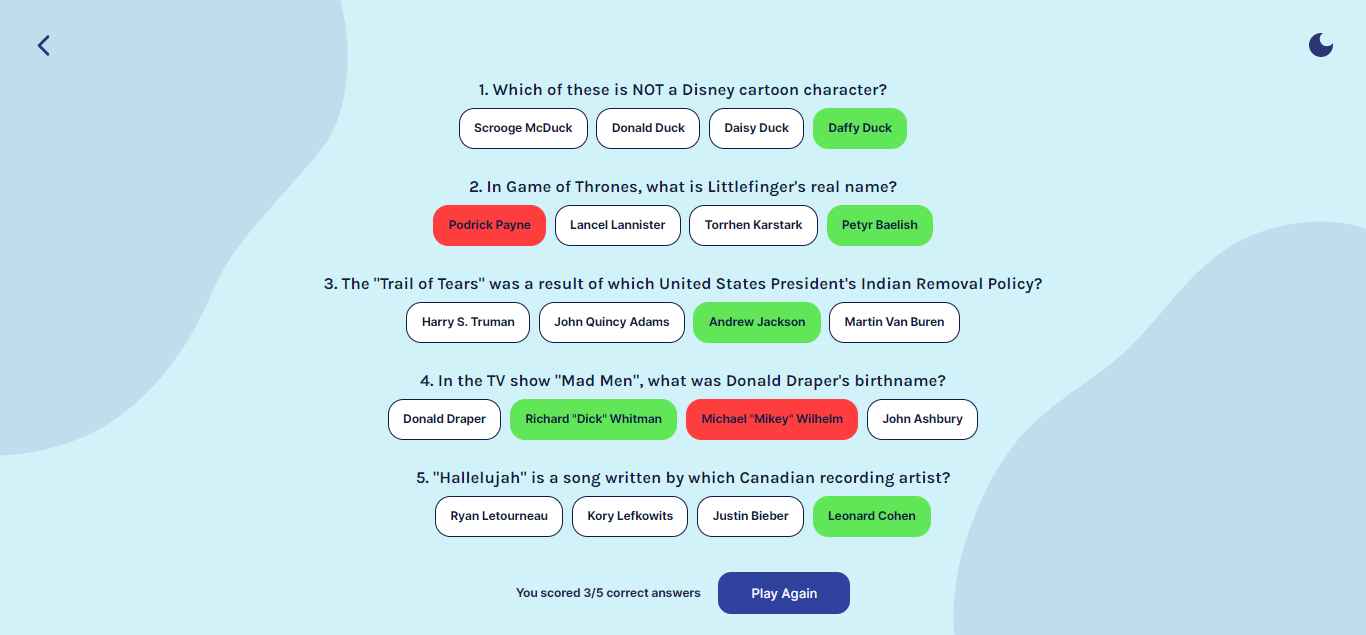 1. Which of these is NOT a Disney cartoon character?
Scrooge McDuck Donald Duck Daisy Duck Daffy Duck
2. In Game of Thrones, what is Littlefinger's real name?
Podrick Payne Lancel Lannister Torrhen Karstark Petyr Baelish
3. The "Trail of Tears" was a result of which United States President's Indian Removal Policy?
Harry S. Truman John Quincy Adams Andrew Jackson Martin Van Buren
4. In the TV show "Mad Men", what was Donald Draper's birthname?
Donald Draper Richard "Dick" Whitman Michael "Mikey" Wilhelm John Ashbury
5. "Hallelujah" is a song written by which Canadian recording artist?
Ryan Letourneau Kory Lefkowits Justin Bieber Leonard Cohen
You scored 3/5 correct answers Play Again